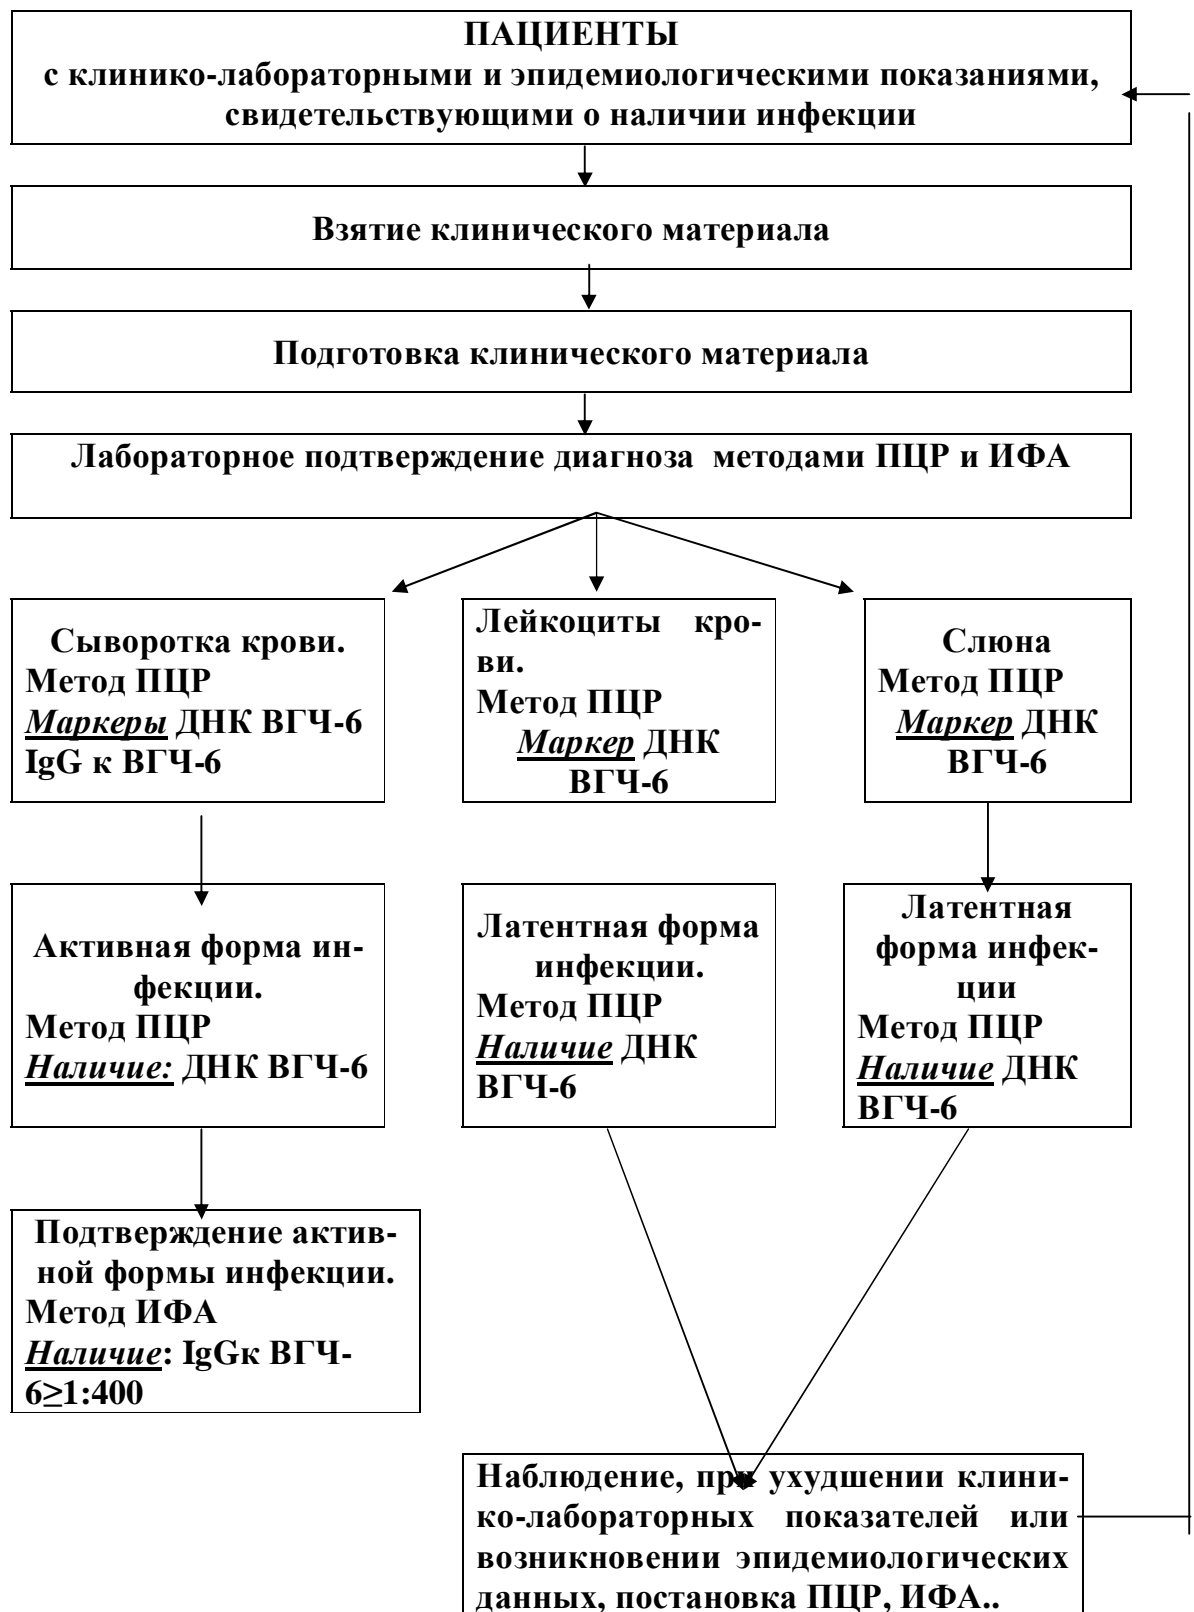 ПАЦИЕНТЫ
с клинико-лабораторными и эпидемиологическими показаниями,
свидетельствующими о наличии инфекции
Взятие клинического материала
Подготовка клинического материала
Лабораторное подтверждение диагноза методами ПЦР и ИФА
Сыворотка крови.
Метод ПЦР
Маркеры ДНК ВГЧ-6
IgG к ВГЧ-6
Лейкоциты кро-
ви.
Метод ПЦР
Маркер ДНК
ВГЧ-6
Слюна
Метод ПЦР
Маркер ДНК
ВГЧ-6
Активная форма ин-
фекции.
Метод ПЦР
Наличие: ДНК ВГЧ-6
Латентная форма
инфекции.
Метод ПЦР
Наличие ДНК
ВГЧ-6
Латентная
форма инфек-
ции
Метод ПЦР
Наличие ДНК
ВГЧ-6
Подтверждение актив-
ной формы инфекции.
Метод ИФА
Наличие: IgGк ВГЧ-
6≥1:400
Наблюдение, при ухудшении клини-
ко-лабораторных показателей или
возникновении эпидемиологических
данных, постановка ПЦР, ИФА..